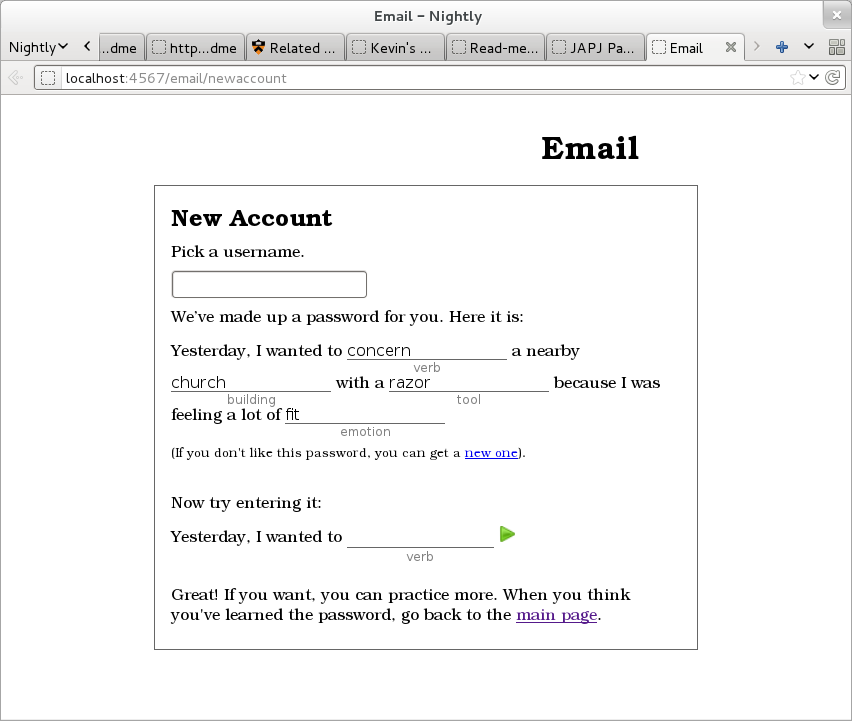 Email – Nightly
Nightly ..dme http...dme Related ... Kevin's ... Read-me... JAPJ Pa... Email
localhost:4567/email/newaccount
Email
New Account
Pick a username.
We've made up a password for you. Here it is:
Yesterday, I wanted to concern a nearby
verb
church with a razor because I was
building tool
feeling a lot of fit
emotion
(If you don't like this password, you can get a new one).
Now try entering it:
Yesterday, I wanted to
verb
Great! If you want, you can practice more. When you think
you've learned the password, go back to the main page.